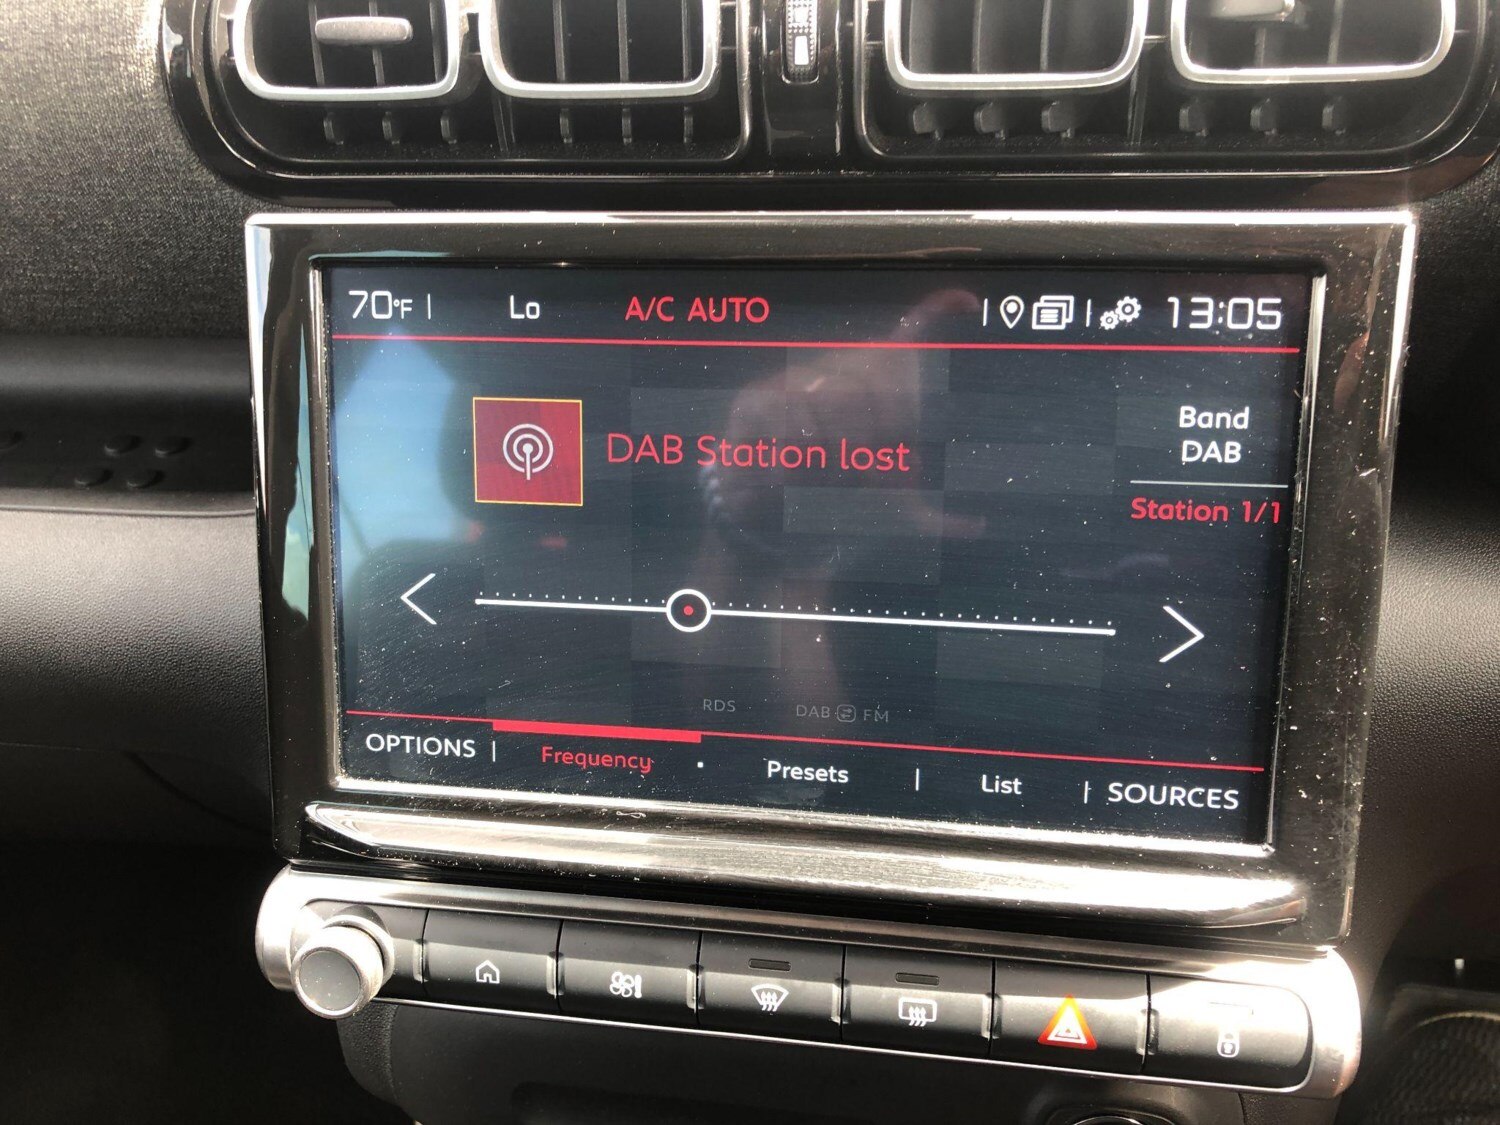 70°F | Lo A/C AUTO | | 13:05
Band
DAB
DAB Station lost
Station 1/1
RDS DAB FM
OPTIONS | Frequency · Presets | List | SOURCES